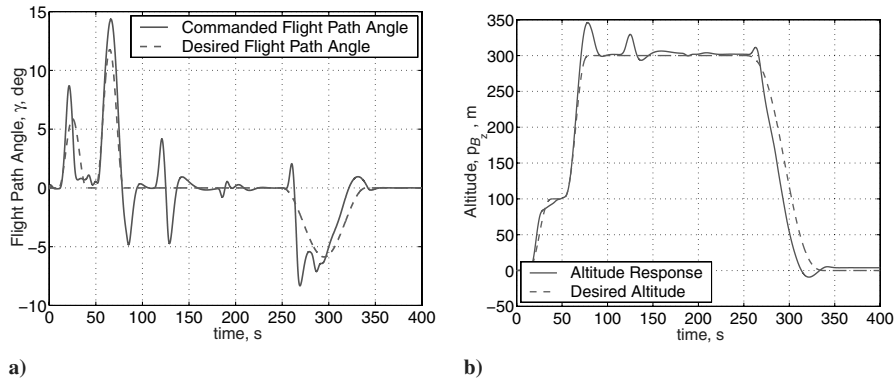 15
10
5
0
−5
−10
Flight Path Angle, γ, deg
Commanded Flight Path Angle
Desired Flight Path Angle
0 50 100 150 200 250 300 350 400
time, s
a)
350
300
250
200
150
100
50
0
−50
Altitude, p_{B_z}, m
Altitude Response
Desired Altitude
0 50 100 150 200 250 300 350 400
time, s
b)